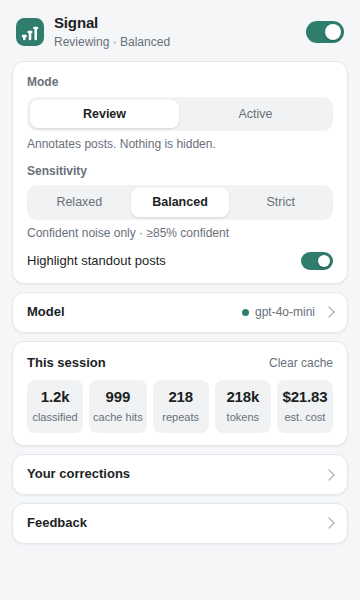 Signal
Reviewing · Balanced
Mode
Review Active
Annotates posts. Nothing is hidden.
Sensitivity
Relaxed Balanced Strict
Confident noise only · ≥85% confident
Highlight standout posts
Model gpt-4o-mini
This session Clear cache
1.2k 999 218 218k $21.83
classified cache hits repeats tokens est. cost
Your corrections
Feedback